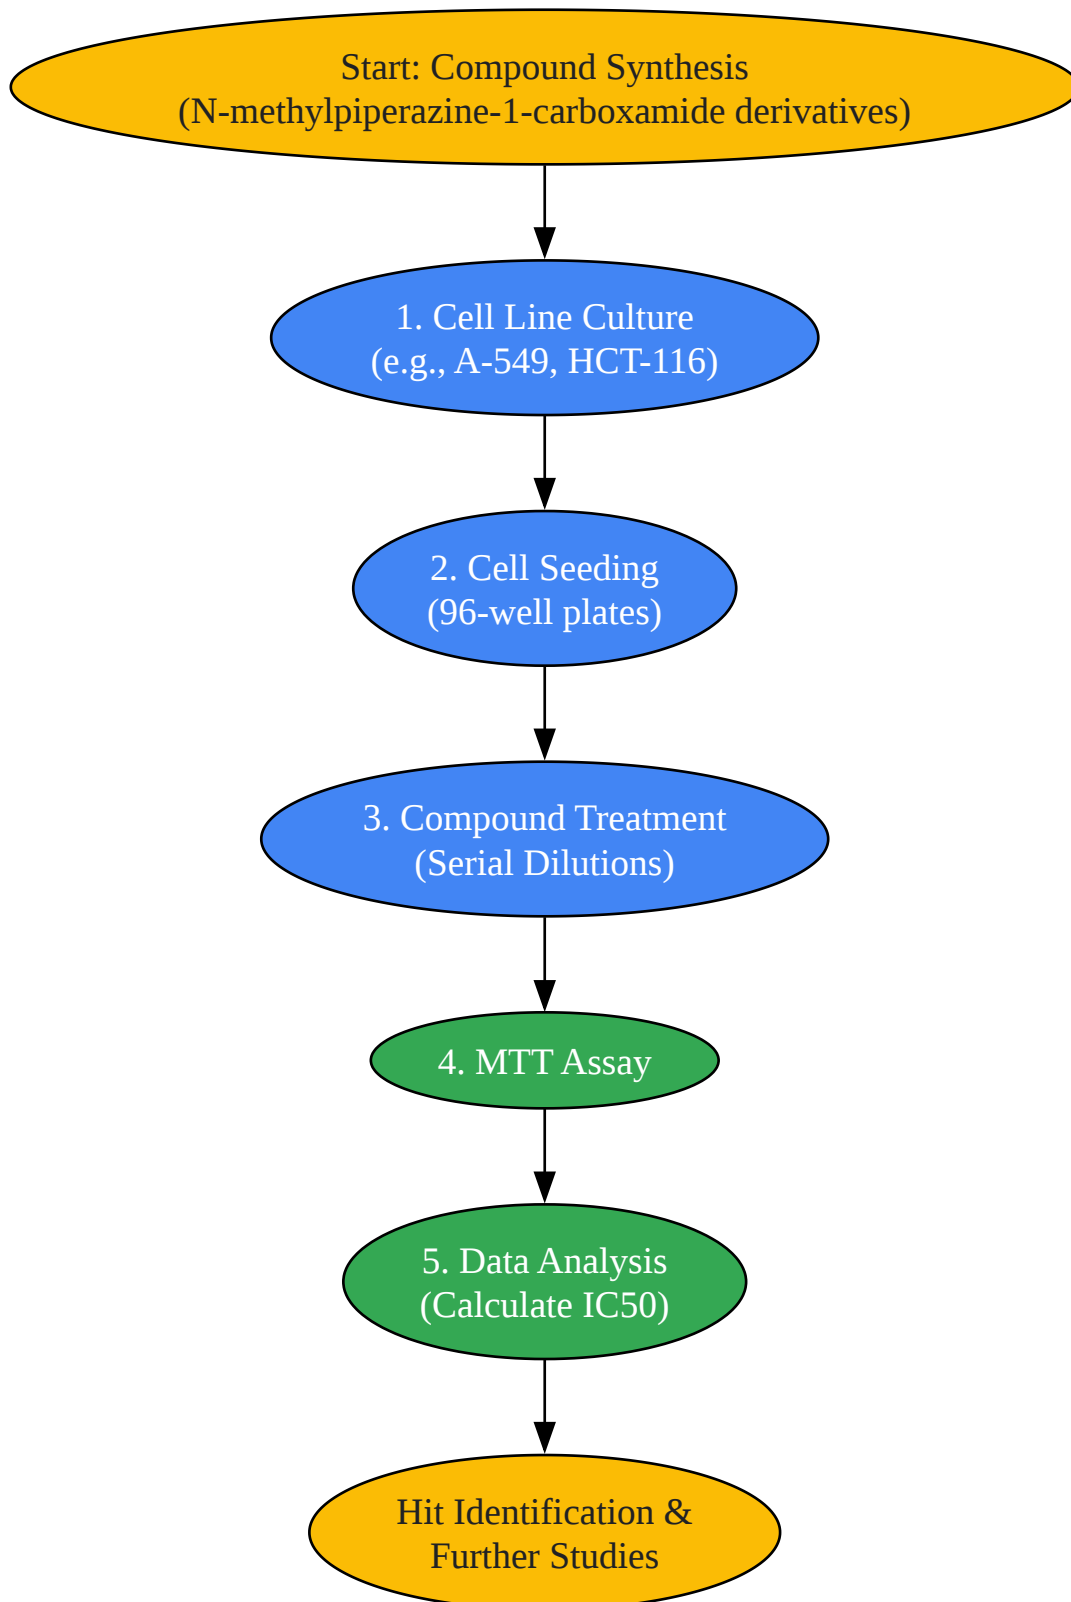 Start: Compound Synthesis
(N-methylpiperazine-1-carboxamide derivatives)
1. Cell Line Culture
(e.g., A-549, HCT-116)
2. Cell Seeding
(96-well plates)
3. Compound Treatment
(Serial Dilutions)
4. MTT Assay
5. Data Analysis
(Calculate IC50)
Hit Identification &
Further Studies